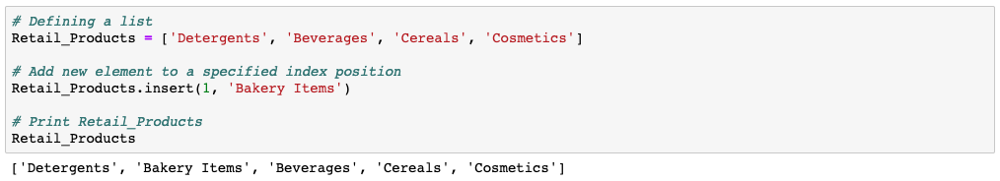 # Defining a list
Retail_Products = ['Detergents', 'Beverages', 'Cereals', 'Cosmetics']
# Add new element to a specified index position
Retail_Products.insert(1, 'Bakery Items')
# Print Retail_Products
Retail_Products
['Detergents', 'Bakery Items', 'Beverages', 'Cereals', 'Cosmetics']